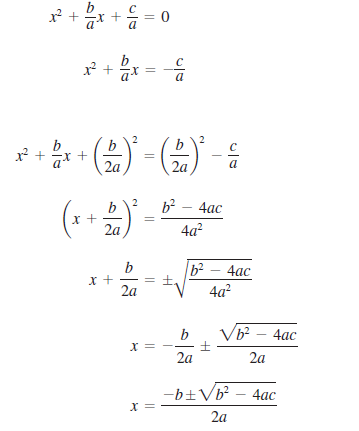 x² + b/a x + c/a = 0
x² + b/a x = −c/a
x² + b/a x + (b/2a)² = (b/2a)² − c/a
(x + b/2a)² = (b² − 4ac)/4a²
x + b/2a = ±√((b² − 4ac)/4a²)
x = −b/2a ± √(b² − 4ac)/2a
x = (−b ± √(b² − 4ac))/2a